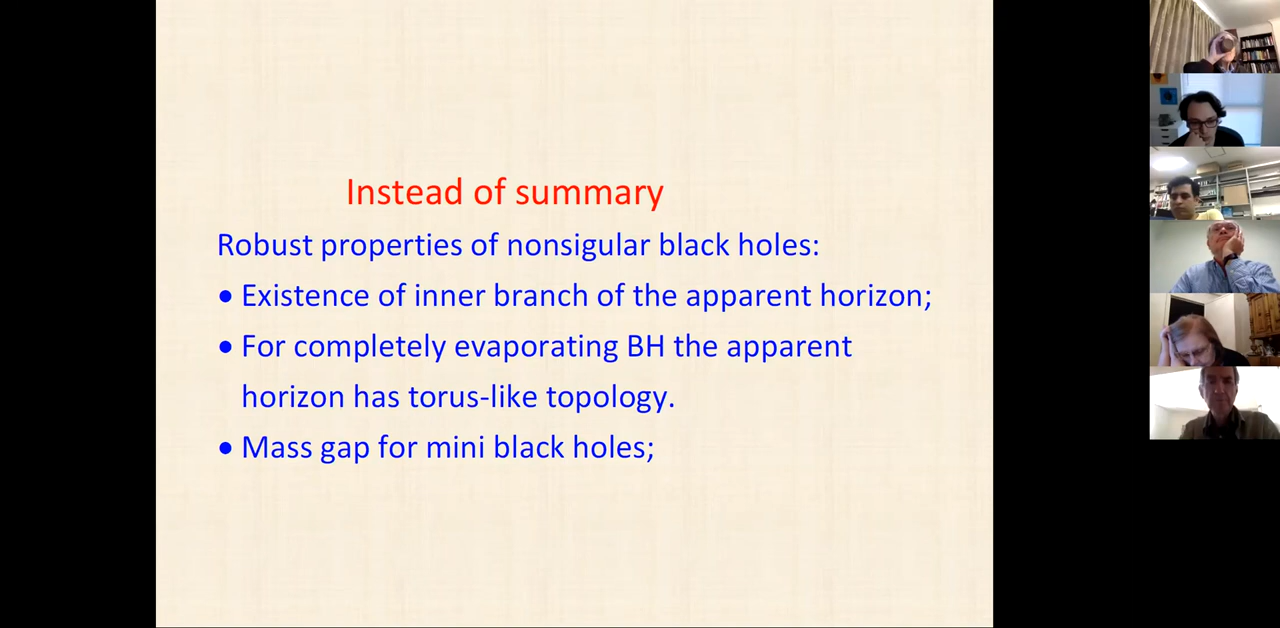 Instead of summary
Robust properties of nonsigular black holes:
• Existence of inner branch of the apparent horizon;
• For completely evaporating BH the apparent
horizon has torus-like topology.
• Mass gap for mini black holes;